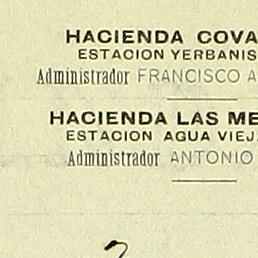 HACIENDA COVA
ESTACION YERBANIS
Administrador FRANCISCO A
HACIENDA LAS ME
ESTACION AGUA VIEJ
Administrador ANTONIO